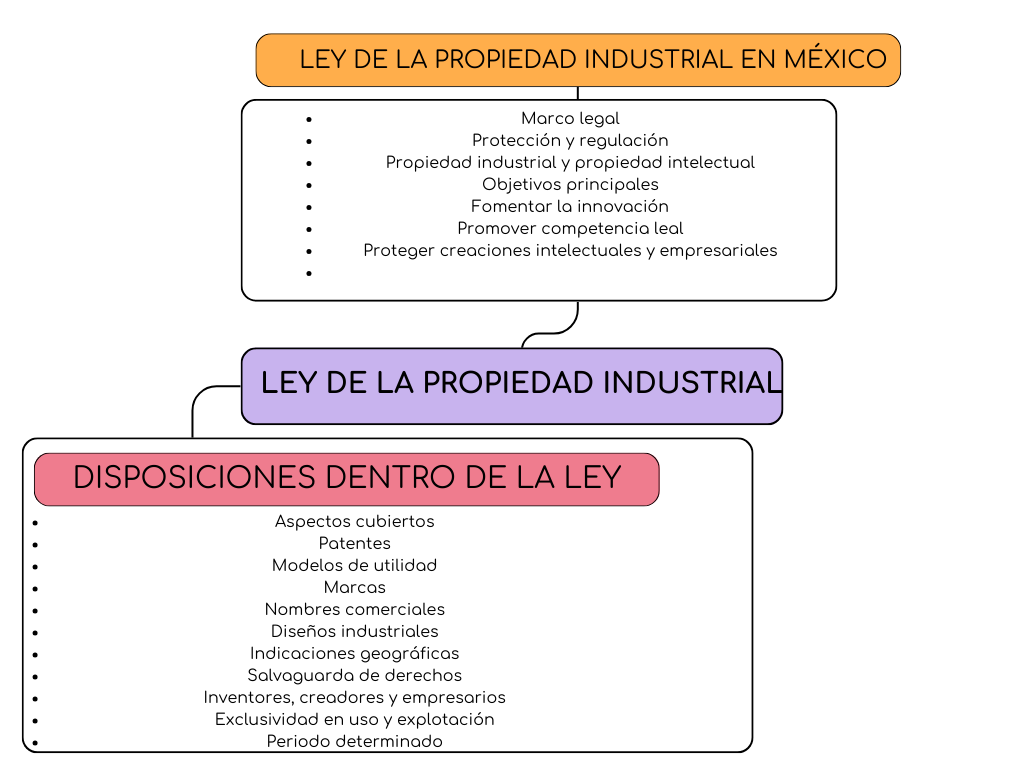 LEY DE LA PROPIEDAD INDUSTRIAL EN MÉXICO
• Marco legal
• Protección y regulación
• Propiedad industrial y propiedad intelectual
• Objetivos principales
• Fomentar la innovación
• Promover competencia leal
• Proteger creaciones intelectuales y empresariales
•
LEY DE LA PROPIEDAD INDUSTRIAL
DISPOSICIONES DENTRO DE LA LEY
• Aspectos cubiertos
• Patentes
• Modelos de utilidad
• Marcas
• Nombres comerciales
• Diseños industriales
• Indicaciones geográficas
• Salvaguarda de derechos
• Inventores, creadores y empresarios
• Exclusividad en uso y explotación
• Periodo determinado